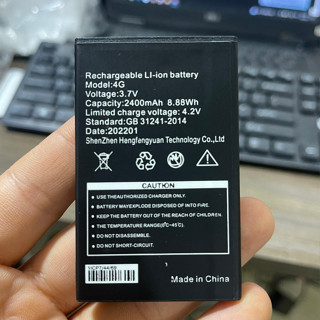 Rechargeable LI-ion battery
Model:4G
Voltage:3.7V
Capacity:2400mAh 8.88Wh
Limited charge voltage:4.2V
Standard:GB 31241-2014
Date:202201
ShenZhen Hengfengyuan Technology Co.,Ltd
CAUTION
USE THEAUTHORIZED CHARGER ONLY.
BATTERY MAYEXPLODE DISPOSED OF INTO FIRE.
KEEP BATTERY OUT OF THE REACH OF CHILDREN.
THE TEMPERATURE RANGE(0℃~45℃).
DO NOT DISASSEMBLE.
DO NOT SHORT-CIRCUIT.
Made in China